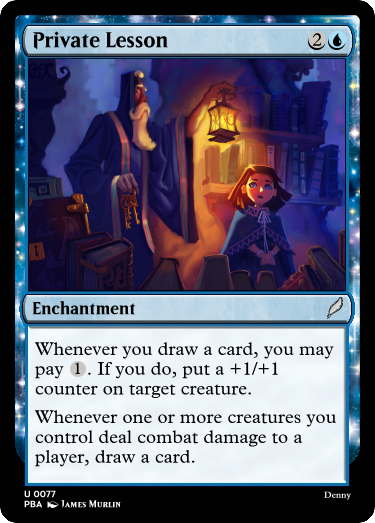 Private Lesson 2
Enchantment
Whenever you draw a card, you may
pay 1. If you do, put a +1/+1
counter on target creature.
Whenever one or more creatures you
control deal combat damage to a
player, draw a card.
U 0077
PBA James Murlin
Denny